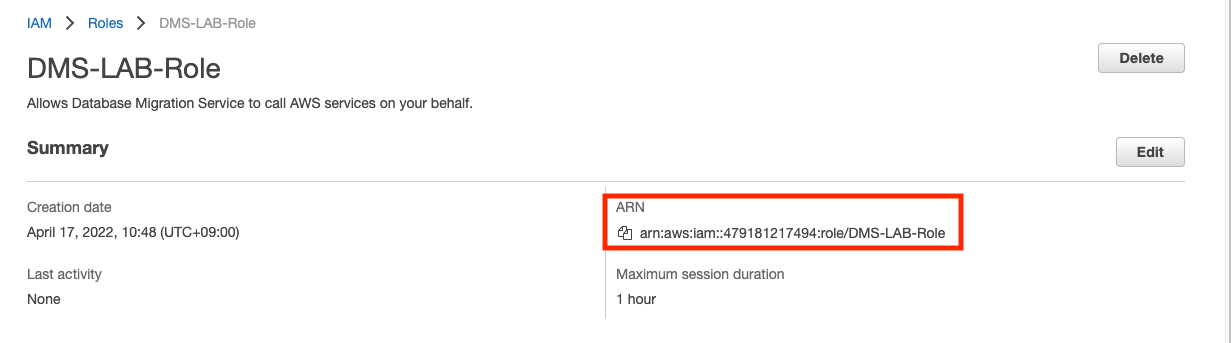 IAM > Roles > DMS-LAB-Role
DMS-LAB-Role
Delete
Allows Database Migration Service to call AWS services on your behalf.
Summary
Edit
Creation date
April 17, 2022, 10:48 (UTC+09:00)
ARN
arn:aws:iam::479181217494:role/DMS-LAB-Role
Last activity
None
Maximum session duration
1 hour